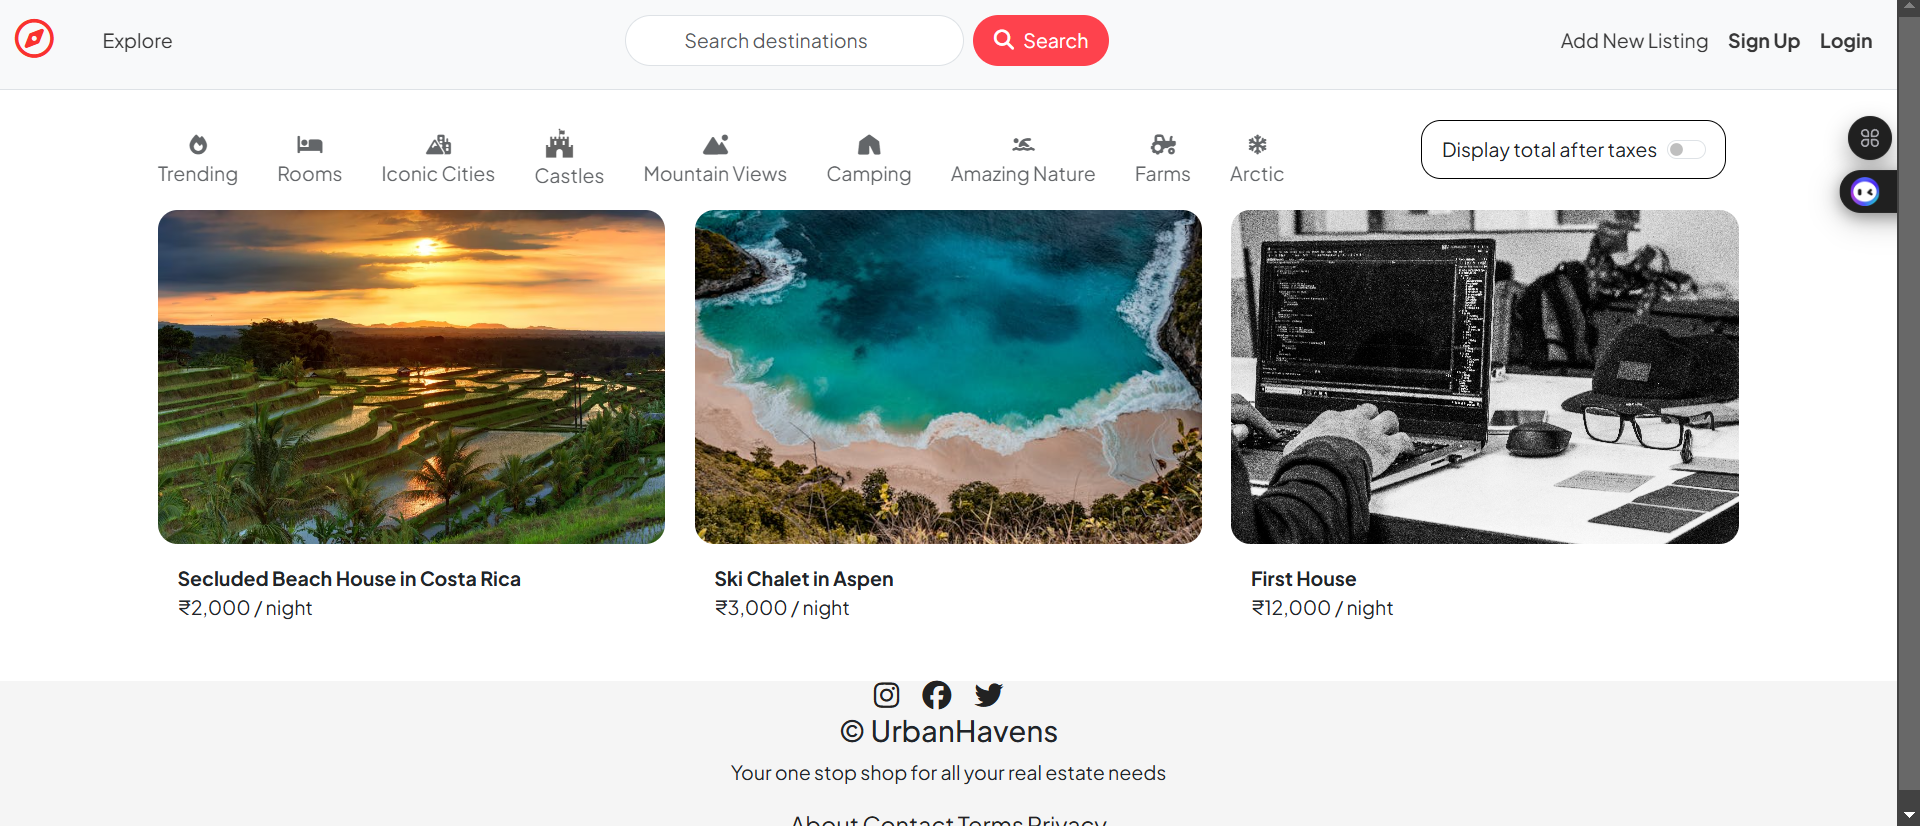 Explore
Search destinations
Search
Add New Listing
Sign Up
Login
Trending
Rooms
Iconic Cities
Castles
Mountain Views
Camping
Amazing Nature
Farms
Arctic
Display total after taxes
Secluded Beach House in Costa Rica
₹2,000 / night
Ski Chalet in Aspen
₹3,000 / night
First House
₹12,000 / night
© UrbanHavens
Your one stop shop for all your real estate needs
About Contact Terms Privacy